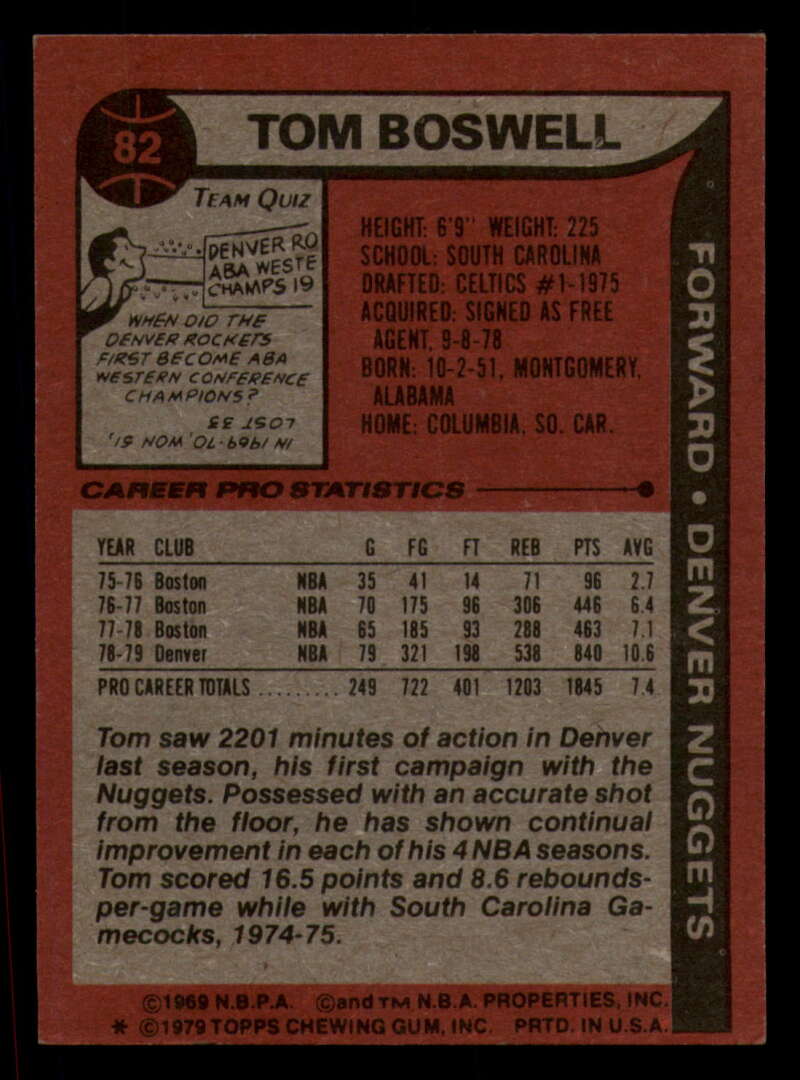 82
TOM BOSWELL
TEAM QUIZ
DENVER RO
ABA WESTE
CHAMPS 19
WHEN DID THE
DENVER ROCKETS
FIRST BECOME ABA
WESTERN CONFERENCE
CHAMPIONS?
IN 1969-70, WON 51,
LOST 33
HEIGHT: 6'9" WEIGHT: 225
SCHOOL: SOUTH CAROLINA
DRAFTED: CELTICS #1-1975
ACQUIRED: SIGNED AS FREE
AGENT, 9-8-78
BORN: 10-2-51, MONTGOMERY,
ALABAMA
HOME: COLUMBIA, SO. CAR.
FORWARD • DENVER NUGGETS
CAREER PRO STATISTICS
YEAR CLUB G FG FT REB PTS AVG
75-76 Boston NBA 35 41 14 71 96 2.7
76-77 Boston NBA 70 175 96 306 446 6.4
77-78 Boston NBA 65 185 93 288 463 7.1
78-79 Denver NBA 79 321 198 538 840 10.6
PRO CAREER TOTALS ......... 249 722 401 1203 1845 7.4
Tom saw 2201 minutes of action in Denver
last season, his first campaign with the
Nuggets. Possessed with an accurate shot
from the floor, he has shown continual
improvement in each of his 4 NBA seasons.
Tom scored 16.5 points and 8.6 rebounds-
per-game while with South Carolina Ga-
mecocks, 1974-75.
©1969 N.B.P.A. ©and TM N.B.A. PROPERTIES, INC.
* ©1979 TOPPS CHEWING GUM, INC. PRTD. IN U.S.A.